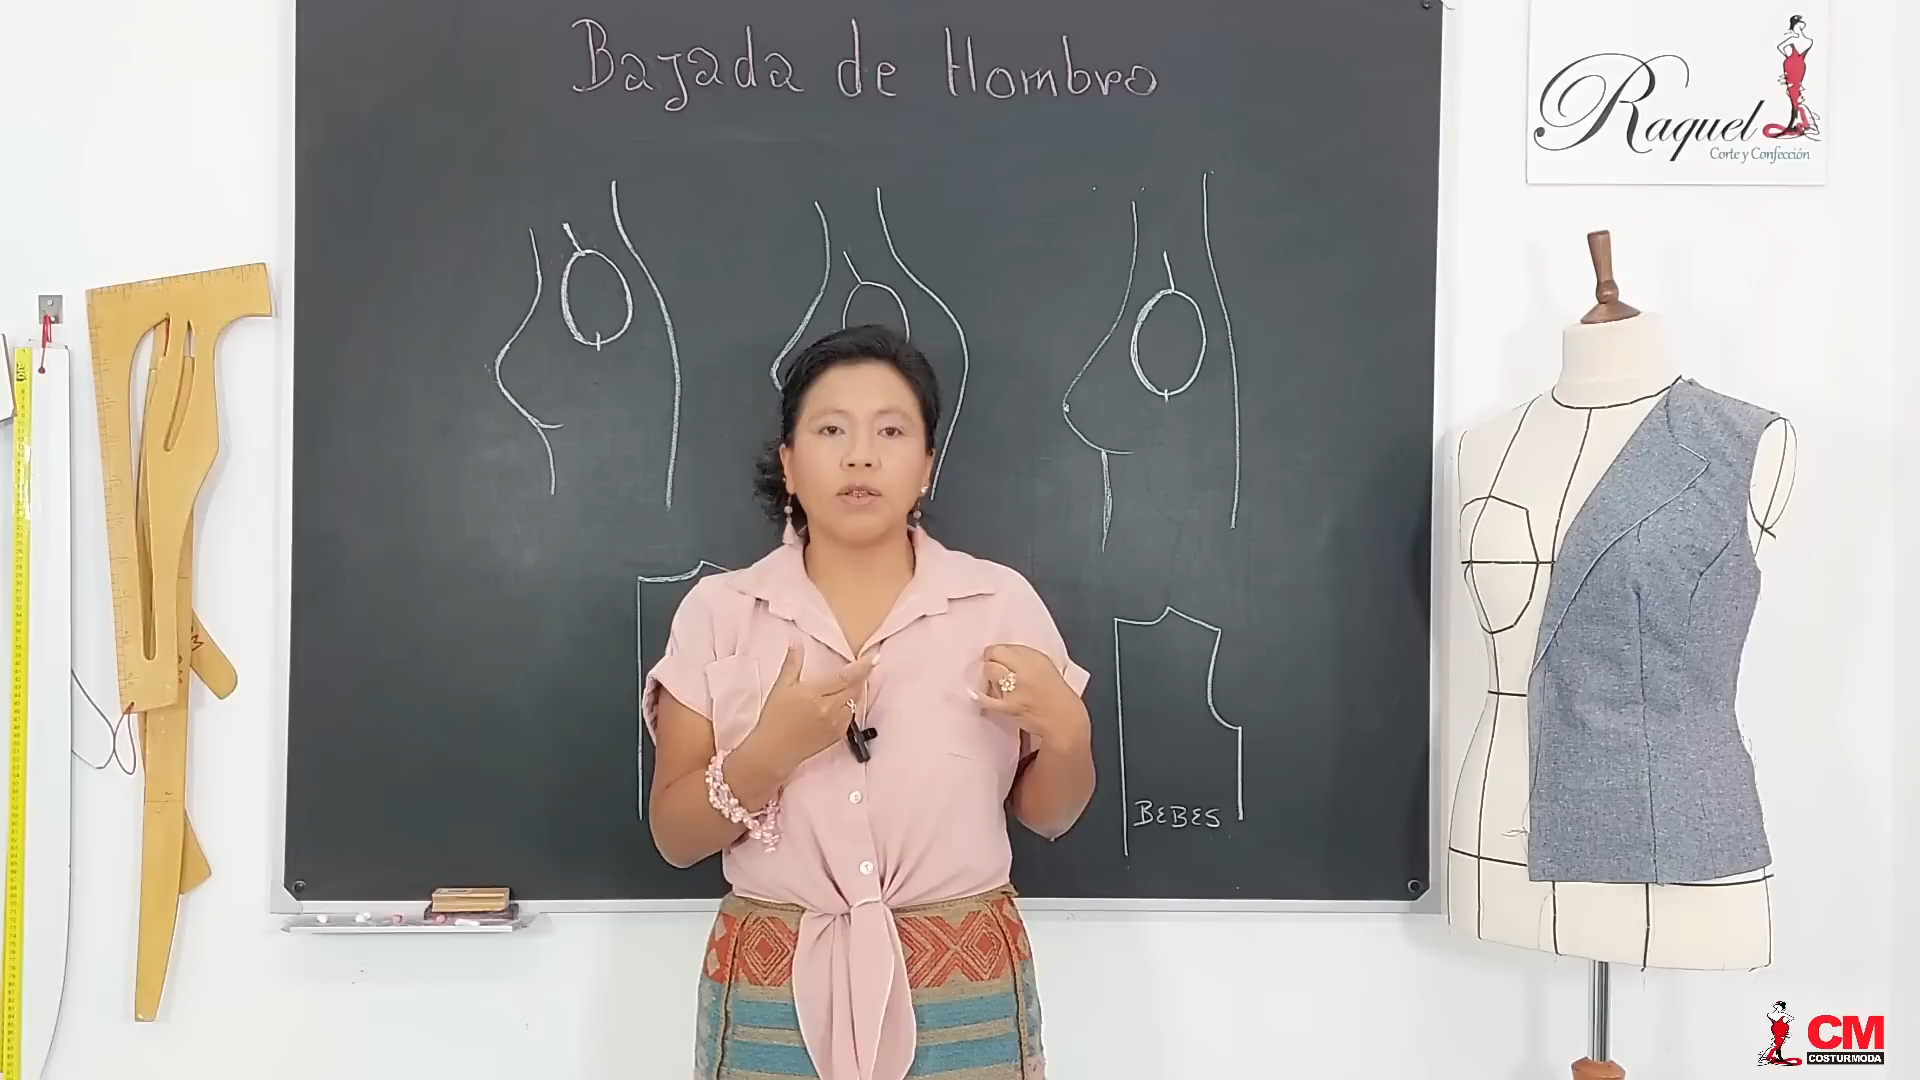 Bajada de Hombro
Raquel
Corte y Confección
BEBES
CM
COSTURMODA